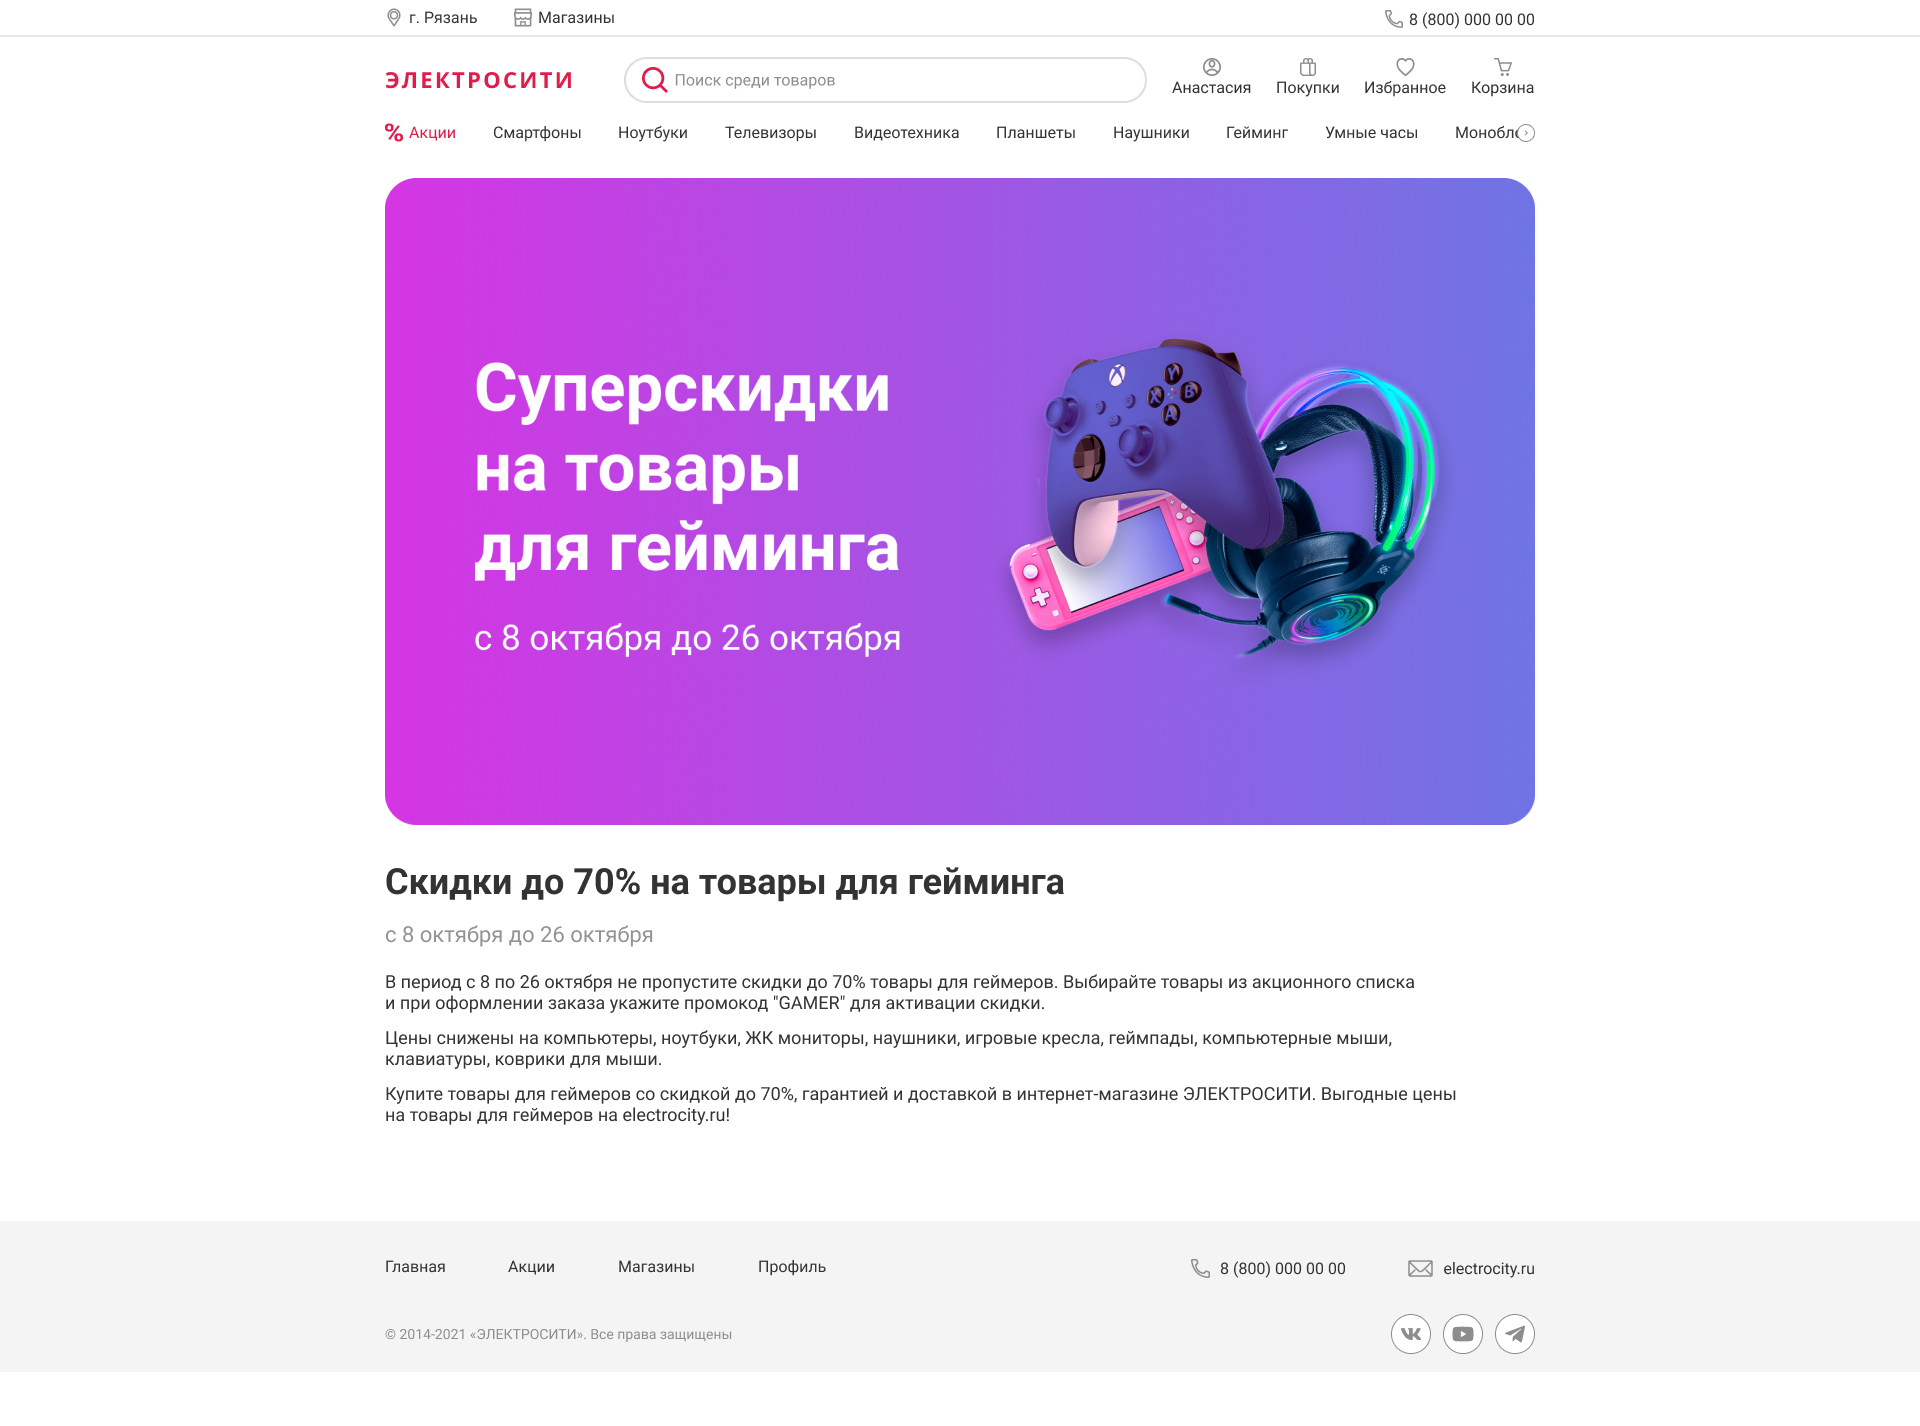 г. Рязань
Магазины
8 (800) 000 00 00
ЭЛЕКТРОСИТИ
Поиск среди товаров
Анастасия
Покупки
Избранное
Корзина
% Акции
Смартфоны
Ноутбуки
Телевизоры
Видеотехника
Планшеты
Наушники
Гейминг
Умные часы
Монобло
Суперскидки
на товары
для гейминга
с 8 октября до 26 октября
Y
X
B
A
Скидки до 70% на товары для гейминга
с 8 октября до 26 октября
В период с 8 по 26 октября не пропустите скидки до 70% товары для геймеров. Выбирайте товары из акционного списка
и при оформлении заказа укажите промокод "GAMER" для активации скидки.
Цены снижены на компьютеры, ноутбуки, ЖК мониторы, наушники, игровые кресла, геймпады, компьютерные мыши,
клавиатуры, коврики для мыши.
Купите товары для геймеров со скидкой до 70%, гарантией и доставкой в интернет-магазине ЭЛЕКТРОСИТИ. Выгодные цены
на товары для геймеров на electrocity.ru!
Главная
Акции
Магазины
Профиль
8 (800) 000 00 00
electrocity.ru
© 2014-2021 «ЭЛЕКТРОСИТИ». Все права защищены